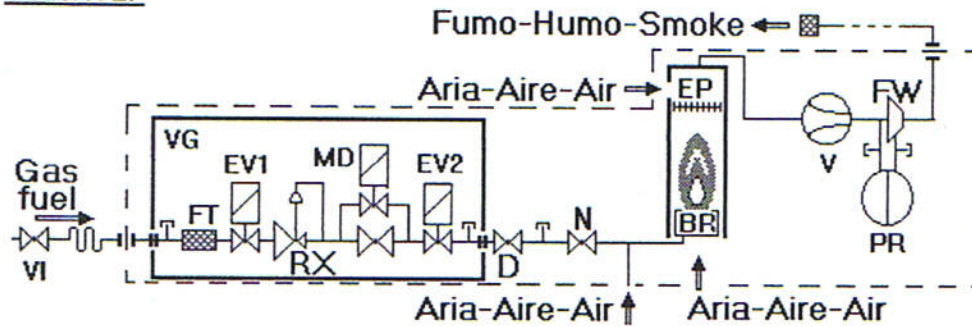 Fumo-Humo-Smoke
Aria-Aire-Air
EP
FW
VG
MD
EV1
EV2
V
Gas
fuel
FT
N
BR
VI
RX
D
PR
Aria-Aire-Air
Aria-Aire-Air